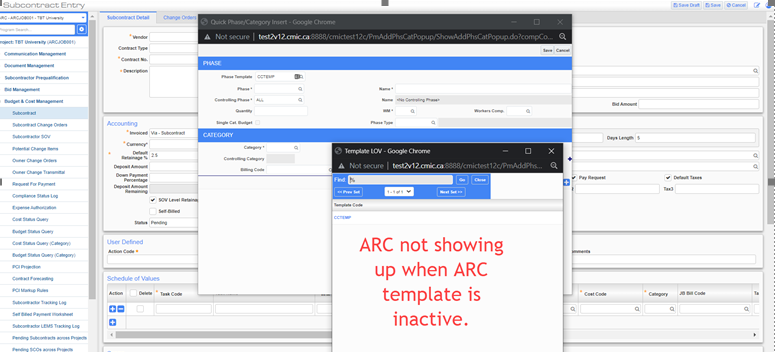 Subcontract Entry
Save Draft
Save
Cancel
ARC - ARCJOB001 - TBT University
Program Search...
Project: TBT University (ARCJOB001)
Communication Management
Document Management
Subcontractor Prequalification
Bid Management
Budget & Cost Management
Subcontract
Subcontract Change Orders
Subcontractor SOV
Potential Change Items
Owner Change Orders
Owner Change Order Transmittal
Request For Payment
Compliance Status Log
Expense Authorization
Cost Status Query
Budget Status Query
Cost Status Query (Category)
Budget Status Query (Category)
PCI Projection
Contract Forecasting
PCI Markup Rules
Subcontract Tracking Log
Self Billed Payment Worksheet
Subcontract LEMS Tracking Log
Pending Subcontracts across Projects
Pending SCOs across Projects
Subcontract Detail
Change Orders
* Vendor
Contract Type
* Contract No.
* Description
Bid Amount
Accounting
* Invoiced Via - Subcontract
* Currency*
* Default Retainage % 2.5
Deposit Amount
Down Payment Percentage
Deposit Amount Remaining
SOV Level Retainage
Self-Billed
Status Pending
Days Length 5
Pay Request
Default Taxes
Tax3
User Defined
Action Code *
Comments
Schedule of Values
Action
Delete
* Task Code
* Cost Code
* Category
JB Bill Code
Ta
Quick Phase/Category Insert - Google Chrome
Not secure | test2v12.cmic.ca:8888/cmictest12c/PmAddPhsCatPopup/ShowAddPhsCatPopup.do?compCo...
Save
Cancel
PHASE
Phase Template CCTEMP
Phase *
Name *
Controlling Phase * ALL
Name <No Controlling Phase>
Quantity
WM *
Workers Comp.
Single Cat. Budget
Phase Type
CATEGORY
Category *
Controlling Category
Billing Code
Template LOV - Google Chrome
Not secure | test2v12.cmic.ca:8888/cmictest12c/PmAddPhs...
Find %
Go
Close
<< Prev Set
1 - 1 of 1
Next Set >>
Template Code
CCTEMP
ARC not showing
up when ARC
template is
inactive.